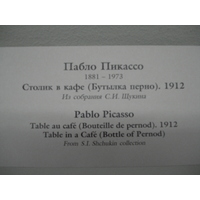 Пабло Пикассо
1881 – 1973
Столик в кафе (Бутылка перно). 1912
Из собрания С.И. Щукина
Pablo Picasso
Table au café (Bouteille de pernod). 1912
Table in a Café (Bottle of Pernod)
From S.I. Shchukin collection